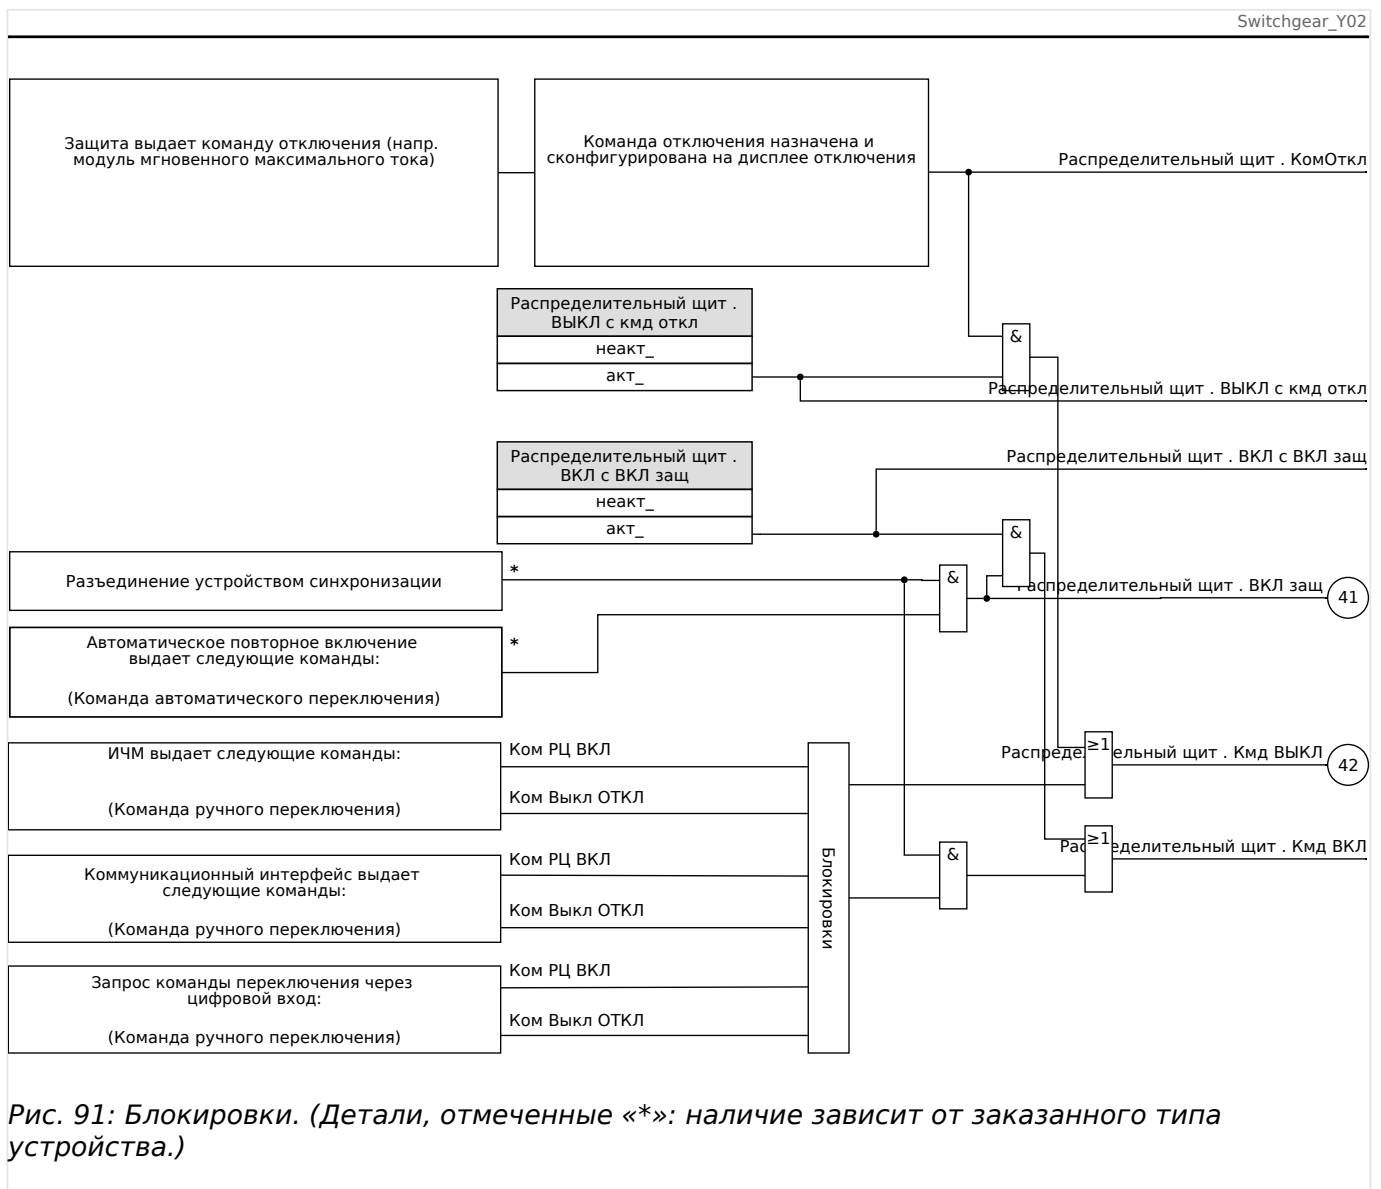 Switchgear_Y02
Защита выдает команду отключения (напр.
модуль мгновенного максимального тока)
Команда отключения назначена и
сконфигурирована на дисплее отключения
Распределительный щит . КомОткл
Распределительный щит .
ВЫКЛ с кмд откл
неакт_
акт_
&
Распределительный щит . ВЫКЛ с кмд откл
Распределительный щит .
ВКЛ с ВКЛ защ
неакт_
акт_
Распределительный щит . ВКЛ с ВКЛ защ
&
Разъединение устройством синхронизации
*
&
Распределительный щит . ВКЛ защ
41
Автоматическое повторное включение
выдает следующие команды:
(Команда автоматического переключения)
*
ИЧМ выдает следующие команды:
(Команда ручного переключения)
Ком РЦ ВКЛ
Ком Выкл ОТКЛ
≥1
Распределительный щит . Кмд ВЫКЛ
42
Коммуникационный интерфейс выдает
следующие команды:
(Команда ручного переключения)
Ком РЦ ВКЛ
Ком Выкл ОТКЛ
Блокировки
&
≥1
Распределительный щит . Кмд ВКЛ
Запрос команды переключения через
цифровой вход:
(Команда ручного переключения)
Ком РЦ ВКЛ
Ком Выкл ОТКЛ
Рис. 91: Блокировки. (Детали, отмеченные «*»: наличие зависит от заказанного типа
устройства.)